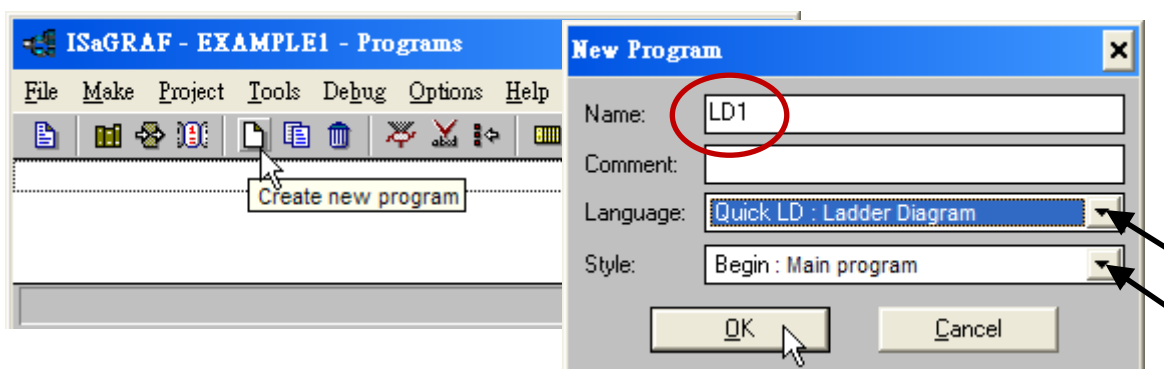 ISaGRAF - EXAMPLE1 - Programs
File Make Project Tools Debug Options Help
Create new program
New Program
Name: LD1
Comment:
Language: Quick LD : Ladder Diagram
Style: Begin : Main program
OK Cancel